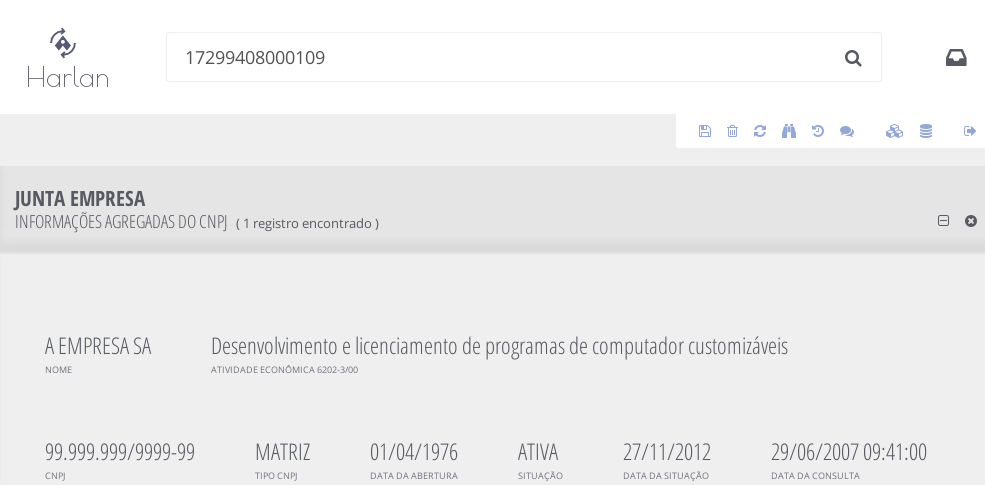 Harlan
17299408000109
JUNTA EMPRESA
INFORMAÇÕES AGREGADAS DO CNPJ ( 1 registro encontrado )
A EMPRESA SA Desenvolvimento e licenciamento de programas de computador customizáveis
NOME ATIVIDADE ECONÔMICA 6202-3/00
99.999.999/9999-99 MATRIZ 01/04/1976 ATIVA 27/11/2012 29/06/2007 09:41:00
CNPJ TIPO CNPJ DATA DA ABERTURA SITUAÇÃO DATA DA SITUAÇÃO DATA DA CONSULTA